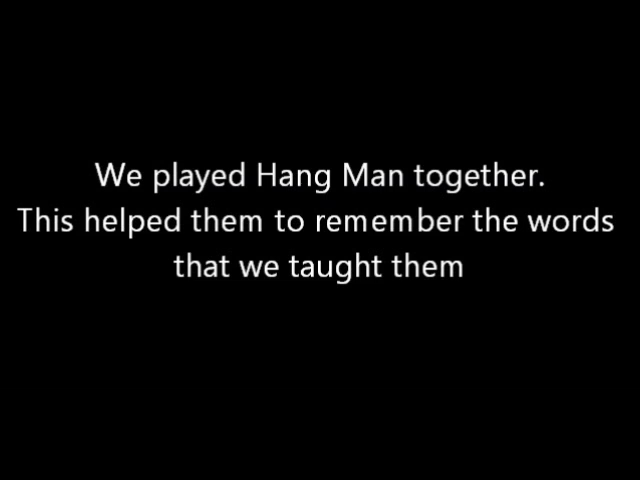 We played Hang Man together.
This helped them to remember the words
that we taught them